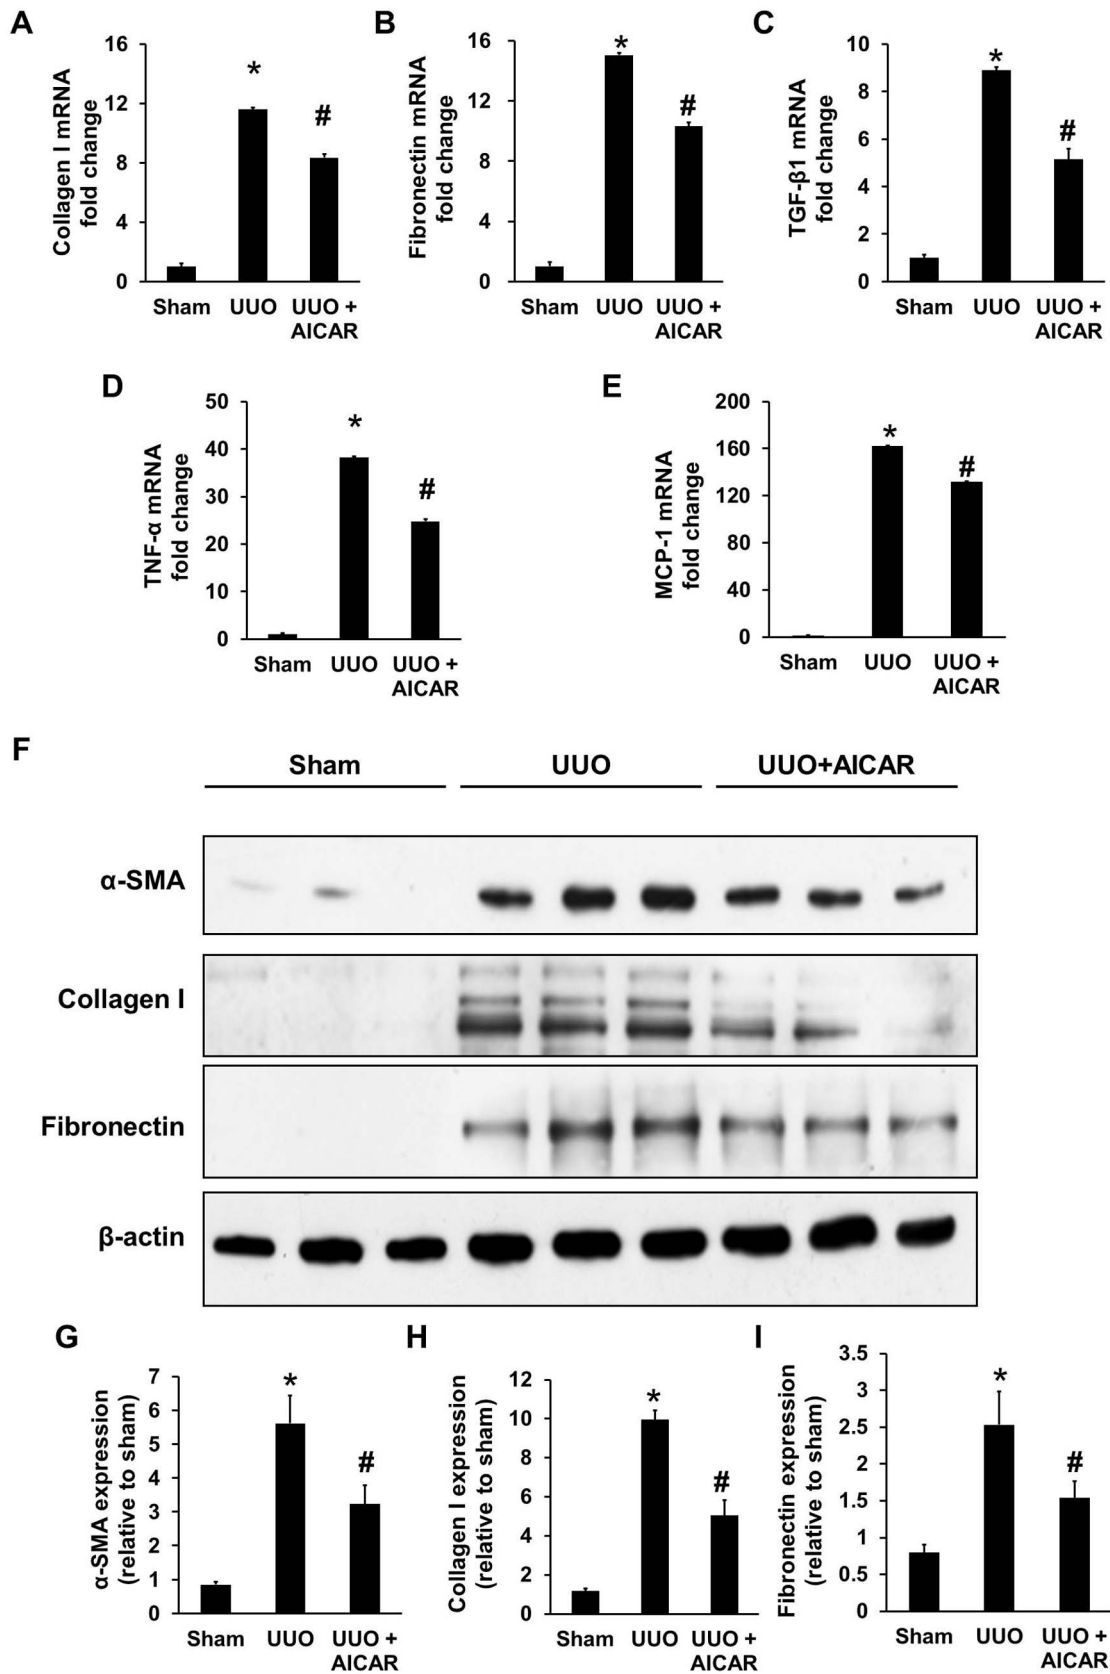 A
Collagen I mRNA
fold change
16
12
8
4
0
*
#
Sham
UUO
UUO +
AICAR
B
Fibronectin mRNA
fold change
16
12
8
4
0
*
#
Sham
UUO
UUO +
AICAR
C
TGF-β1 mRNA
fold change
10
8
6
4
2
0
*
#
Sham
UUO
UUO +
AICAR
D
TNF-α mRNA
fold change
50
40
30
20
10
0
*
#
Sham
UUO
UUO +
AICAR
E
MCP-1 mRNA
fold change
200
160
120
80
40
0
*
#
Sham
UUO
UUO +
AICAR
F
Sham
UUO
UUO+AICAR
α-SMA
Collagen I
Fibronectin
β-actin
G
α-SMA expression
(relative to sham)
7
6
5
4
3
2
1
0
*
#
Sham
UUO
UUO +
AICAR
H
Collagen I expression
(relative to sham)
12
10
8
6
4
2
0
*
#
Sham
UUO
UUO +
AICAR
I
Fibronectin expression
(relative to sham)
3.5
3
2.5
2
1.5
1
0.5
0
*
#
Sham
UUO
UUO +
AICAR